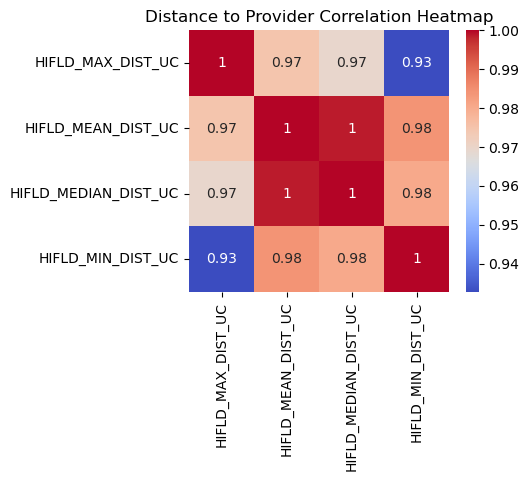 Distance to Provider Correlation Heatmap
HIFLD_MAX_DIST_UC
1 0.97 0.97 0.93
HIFLD_MEAN_DIST_UC
0.97 1 1 0.98
HIFLD_MEDIAN_DIST_UC
0.97 1 1 0.98
HIFLD_MIN_DIST_UC
0.93 0.98 0.98 1
HIFLD_MAX_DIST_UC
HIFLD_MEAN_DIST_UC
HIFLD_MEDIAN_DIST_UC
HIFLD_MIN_DIST_UC
1.00
0.99
0.98
0.97
0.96
0.95
0.94